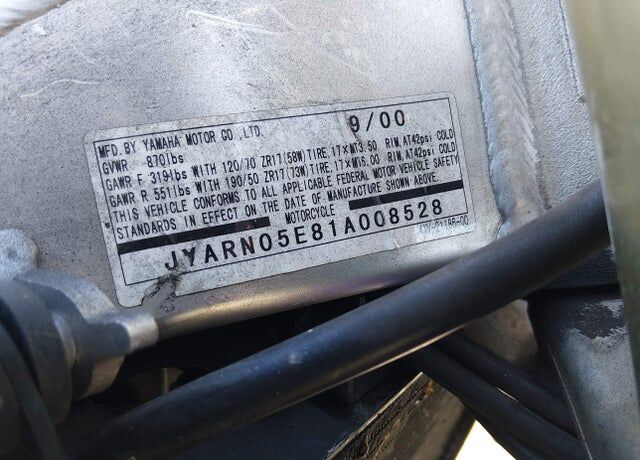 9/00
MFD. BY YAMAHA MOTOR CO., LTD.
GVWR 870lbs
GAWR F 319lbs WITH 120/70 ZR17(58W)TIRE, 17×MT3.50 RIM, AT42psi COLD
GAWR R 551lbs WITH 190/50 ZR17(73W)TIRE, 17×MT6.00 RIM, AT42psi COLD
THIS VEHICLE CONFORMS TO ALL APPLICABLE FEDERAL MOTOR VEHICLE SAFETY
STANDARDS IN EFFECT ON THE DATE OF MANUFACTURE SHOWN ABOVE.
MOTORCYCLE
JYARN05E81A008528